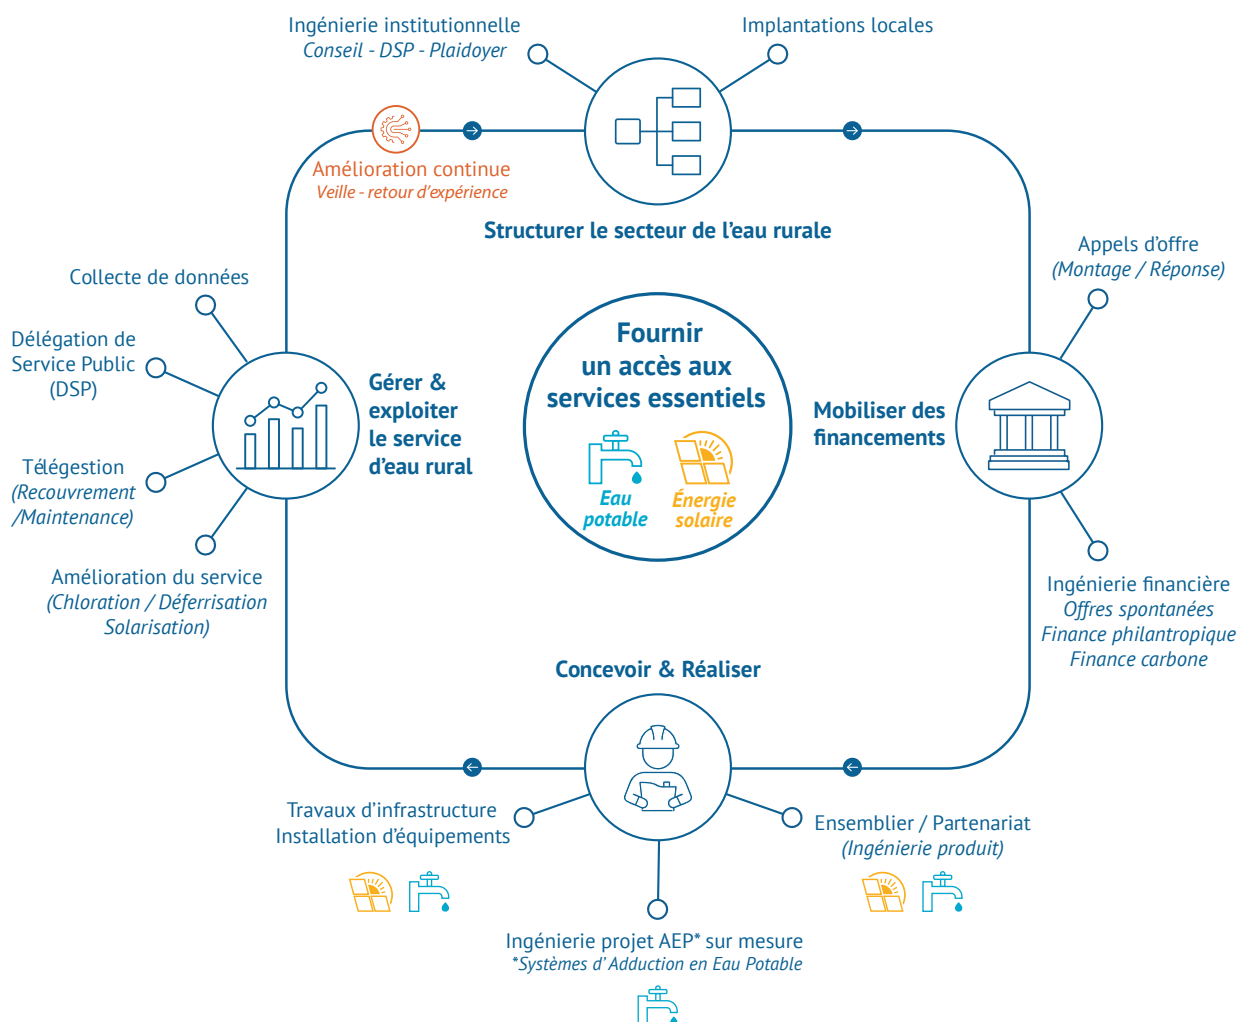 Ingénierie institutionnelle
Conseil - DSP - Plaidoyer
Implantations locales
Amélioration continue
Veille - retour d'expérience
Structurer le secteur de l'eau rurale
Appels d'offre
(Montage / Réponse)
Mobiliser des
financements
Ingénierie financière
Offres spontanées
Finance philantropique
Finance carbone
Fournir
un accès aux
services essentiels
Eau
potable
Énergie
solaire
Collecte de données
Délégation de
Service Public
(DSP)
Télégestion
(Recouvrement
/Maintenance)
Amélioration du service
(Chloration / Déferrisation
Solarisation)
Gérer &
exploiter
le service
d'eau rural
Concevoir & Réaliser
Travaux d'infrastructure
Installation d'équipements
Ensemblier / Partenariat
(Ingénierie produit)
Ingénierie projet AEP* sur mesure
*Systèmes d'Adduction en Eau Potable